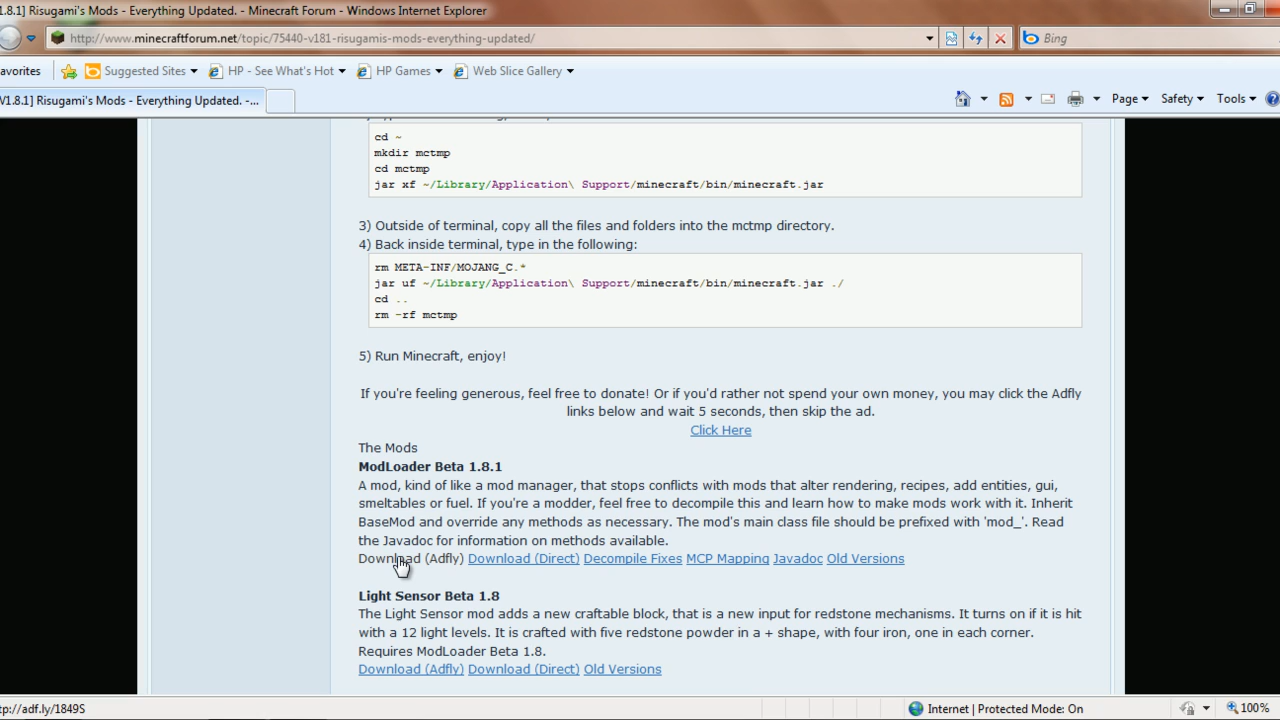 1.8.1] Risugami's Mods - Everything Updated. - Minecraft Forum - Windows Internet Explorer
http://www.minecraftforum.net/topic/75440-v181-risugamis-mods-everything-updated/
Bing
avorites
Suggested Sites
HP - See What's Hot
HP Games
Web Slice Gallery
V1.8.1] Risugami's Mods - Everything Updated. -...
Page
Safety
Tools
cd ~
mkdir mctmp
cd mctmp
jar xf ~/Library/Application\ Support/minecraft/bin/minecraft.jar
3) Outside of terminal, copy all the files and folders into the mctmp directory.
4) Back inside terminal, type in the following:
rm META-INF/MOJANG_C.*
jar uf ~/Library/Application\ Support/minecraft/bin/minecraft.jar ./
cd ..
rm -rf mctmp
5) Run Minecraft, enjoy!
If you're feeling generous, feel free to donate! Or if you'd rather not spend your own money, you may click the Adfly
links below and wait 5 seconds, then skip the ad.
Click Here
The Mods
ModLoader Beta 1.8.1
A mod, kind of like a mod manager, that stops conflicts with mods that alter rendering, recipes, add entities, gui,
smeltables or fuel. If you're a modder, feel free to decompile this and learn how to make mods work with it. Inherit
BaseMod and override any methods as necessary. The mod's main class file should be prefixed with 'mod_'. Read
the Javadoc for information on methods available.
Download (Adfly) Download (Direct) Decompile Fixes MCP Mapping Javadoc Old Versions
Light Sensor Beta 1.8
The Light Sensor mod adds a new craftable block, that is a new input for redstone mechanisms. It turns on if it is hit
with a 12 light levels. It is crafted with five redstone powder in a + shape, with four iron, one in each corner.
Requires ModLoader Beta 1.8.
Download (Adfly) Download (Direct) Old Versions
tp://adf.ly/1849S
Internet | Protected Mode: On
100%